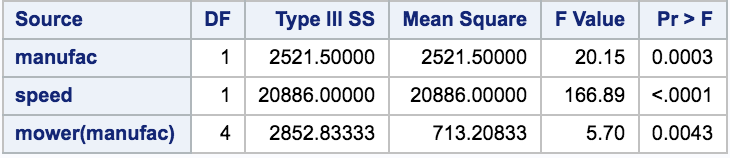 Source DF Type III SS Mean Square F Value Pr > F
manufac 1 2521.50000 2521.50000 20.15 0.0003
speed 1 20886.00000 20886.00000 166.89 <.0001
mower(manufac) 4 2852.83333 713.20833 5.70 0.0043